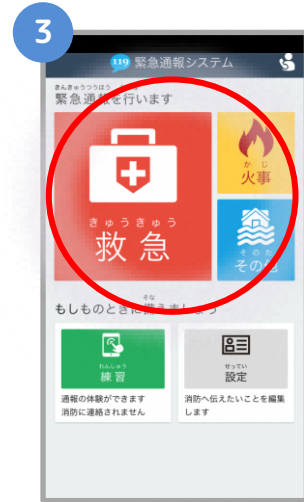 3
119 緊急通報システム
きんきゅうつうほう
緊急通報を行います
きゅうきゅう
救急
かじ
火事
そのた
その他
そな
もしものときに備えましょう
れんしゅう
練習
せってい
設定
通報の体験ができます
消防に連絡されません
消防へ伝えたいことを編集
します